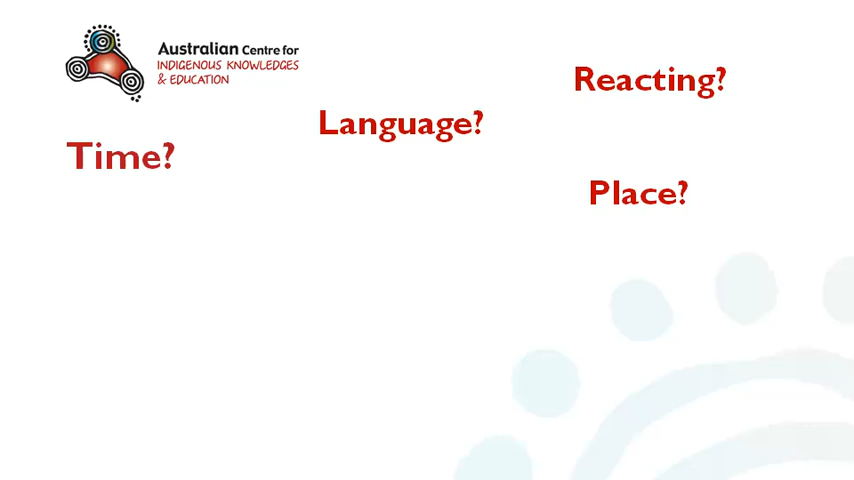 Australian Centre for
INDIGENOUS KNOWLEDGES
& EDUCATION
Reacting?
Language?
Time?
Place?